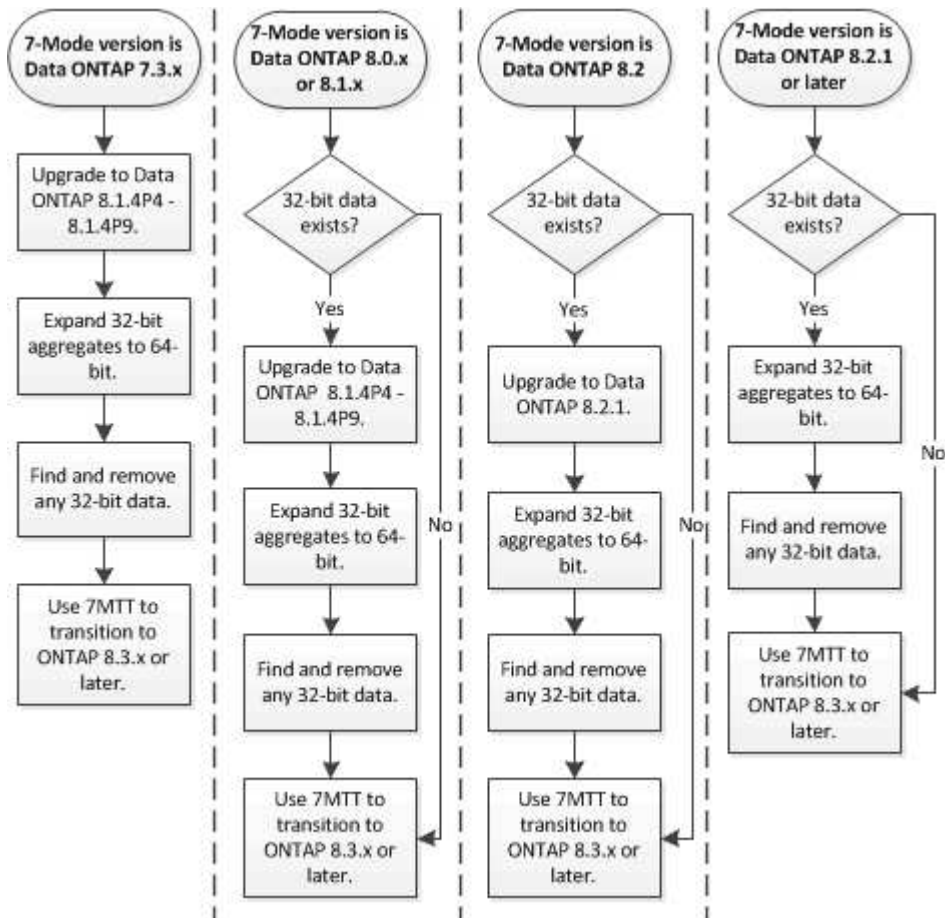 7-Mode version is
Data ONTAP 7.3.x
Upgrade to Data
ONTAP 8.1.4P4 -
8.1.4P9.
Expand 32-bit
aggregates to 64-
bit.
Find and remove
any 32-bit data.
Use 7MTT to
transition to
ONTAP 8.3.x or
later.
7-Mode version is
Data ONTAP 8.0.x
or 8.1.x
32-bit data
exists?
Yes
Upgrade to Data
ONTAP 8.1.4P4 -
8.1.4P9.
Expand 32-bit
aggregates to 64-
bit.
No
Find and remove
any 32-bit data.
Use 7MTT to
transition to
ONTAP 8.3.x or
later.
7-Mode version is
Data ONTAP 8.2
32-bit data
exists?
Yes
Upgrade to Data
ONTAP 8.2.1.
Expand 32-bit
aggregates to 64-
bit.
No
Find and remove
any 32-bit data.
Use 7MTT to
transition to
ONTAP 8.3.x or
later.
7-Mode version is
Data ONTAP 8.2.1
or later
32-bit data
exists?
Yes
Expand 32-bit
aggregates to 64-
bit.
No
Find and remove
any 32-bit data.
Use 7MTT to
transition to
ONTAP 8.3.x or
later.